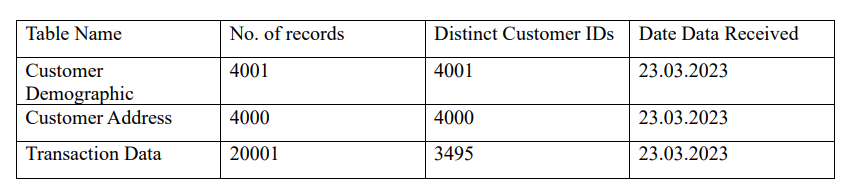 Table Name No. of records Distinct Customer IDs Date Data Received
Customer 4001 4001 23.03.2023
Demographic
Customer Address 4000 4000 23.03.2023
Transaction Data 20001 3495 23.03.2023